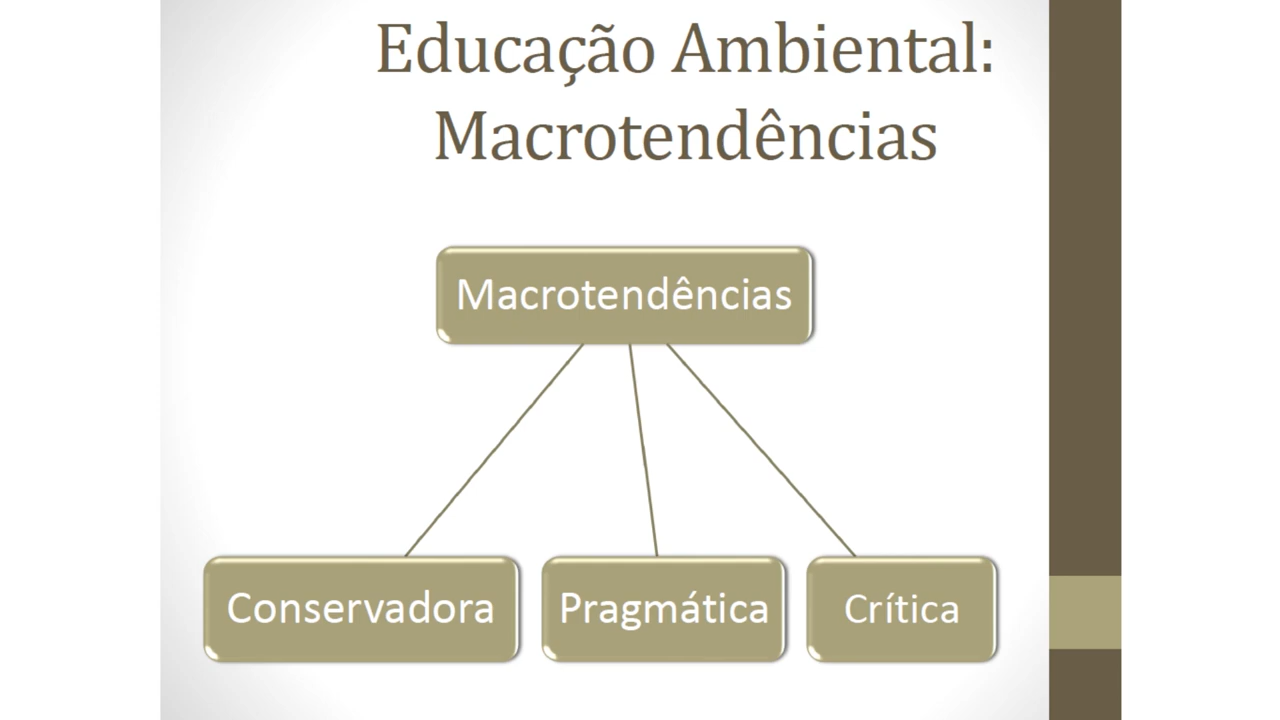 Educação Ambiental:
Macrotendências
Macrotendências
Conservadora
Pragmática
Crítica